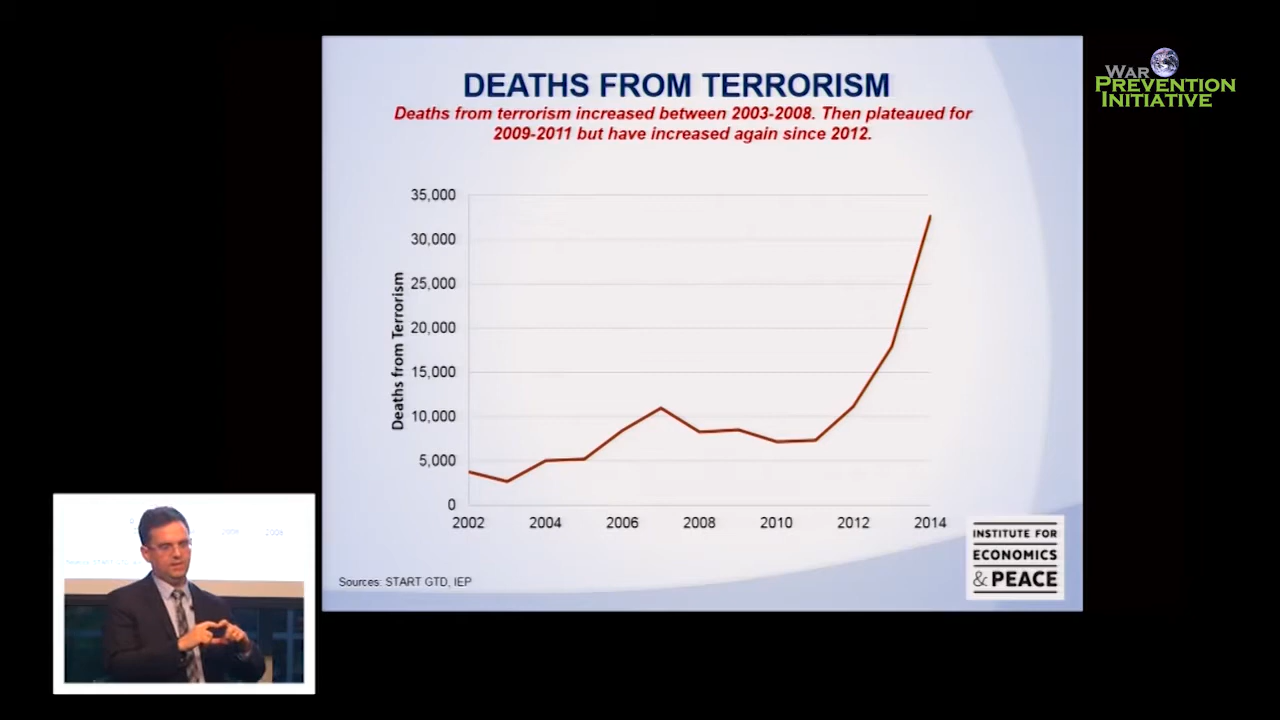 DEATHS FROM TERRORISM
Deaths from terrorism increased between 2003-2008. Then plateaued for
2009-2011 but have increased again since 2012.
WAR
PREVENTION
INITIATIVE
Deaths from Terrorism
35,000
30,000
25,000
20,000
15,000
10,000
5,000
0
2002
2004
2006
2008
2010
2012
2014
Sources: START GTD, IEP
INSTITUTE FOR
ECONOMICS
& PEACE
2006
2008